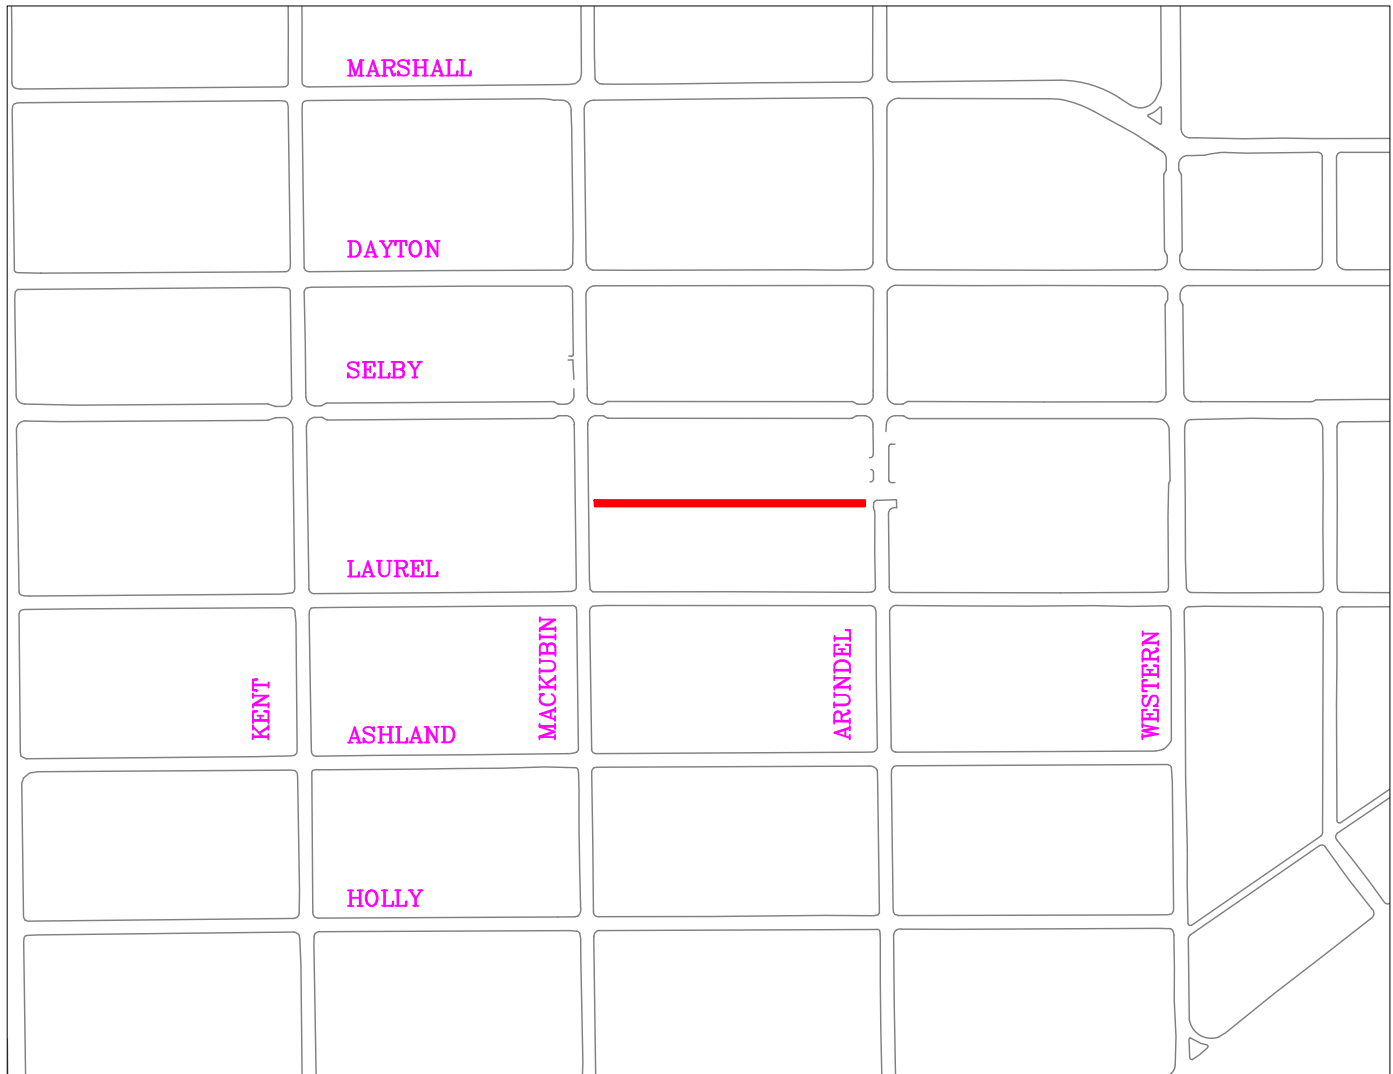 MARSHALL
DAYTON
SELBY
LAUREL
KENT
MACKUBIN
ARUNDEL
WESTERN
ASHLAND
HOLLY